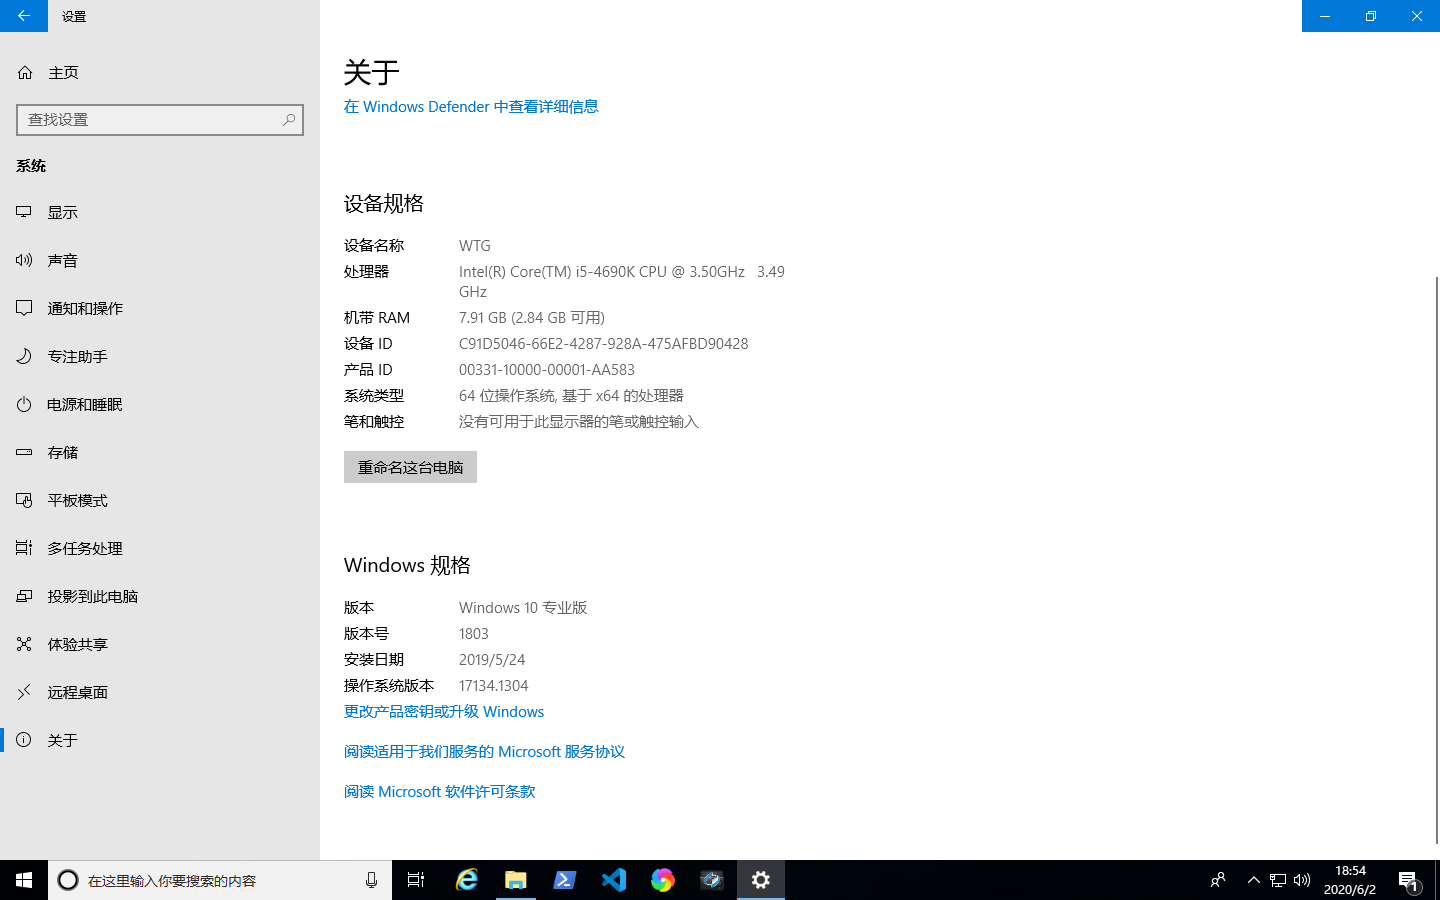 设置
主页
查找设置
系统
显示
声音
通知和操作
专注助手
电源和睡眠
存储
平板模式
多任务处理
投影到此电脑
体验共享
远程桌面
关于
关于
在 Windows Defender 中查看详细信息
设备规格
设备名称 WTG
处理器 Intel(R) Core(TM) i5-4690K CPU @ 3.50GHz 3.49
GHz
机带 RAM 7.91 GB (2.84 GB 可用)
设备 ID C91D5046-66E2-4287-928A-475AFBD90428
产品 ID 00331-10000-00001-AA583
系统类型 64 位操作系统, 基于 x64 的处理器
笔和触控 没有可用于此显示器的笔或触控输入
重命名这台电脑
Windows 规格
版本 Windows 10 专业版
版本号 1803
安装日期 2019/5/24
操作系统版本 17134.1304
更改产品密钥或升级 Windows
阅读适用于我们服务的 Microsoft 服务协议
阅读 Microsoft 软件许可条款
在这里输入你要搜索的内容
18:54
2020/6/2
1